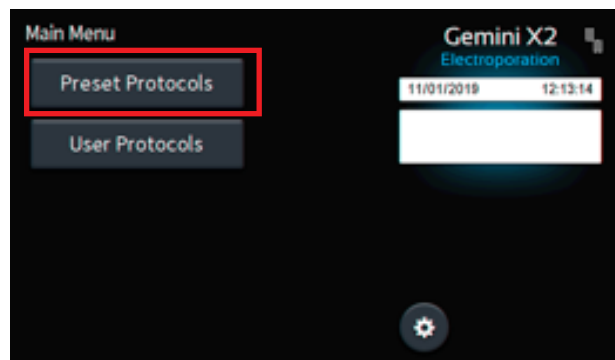 Main Menu
Preset Protocols
User Protocols
Gemini X2
Electroporation
11/01/2019 12:13:14